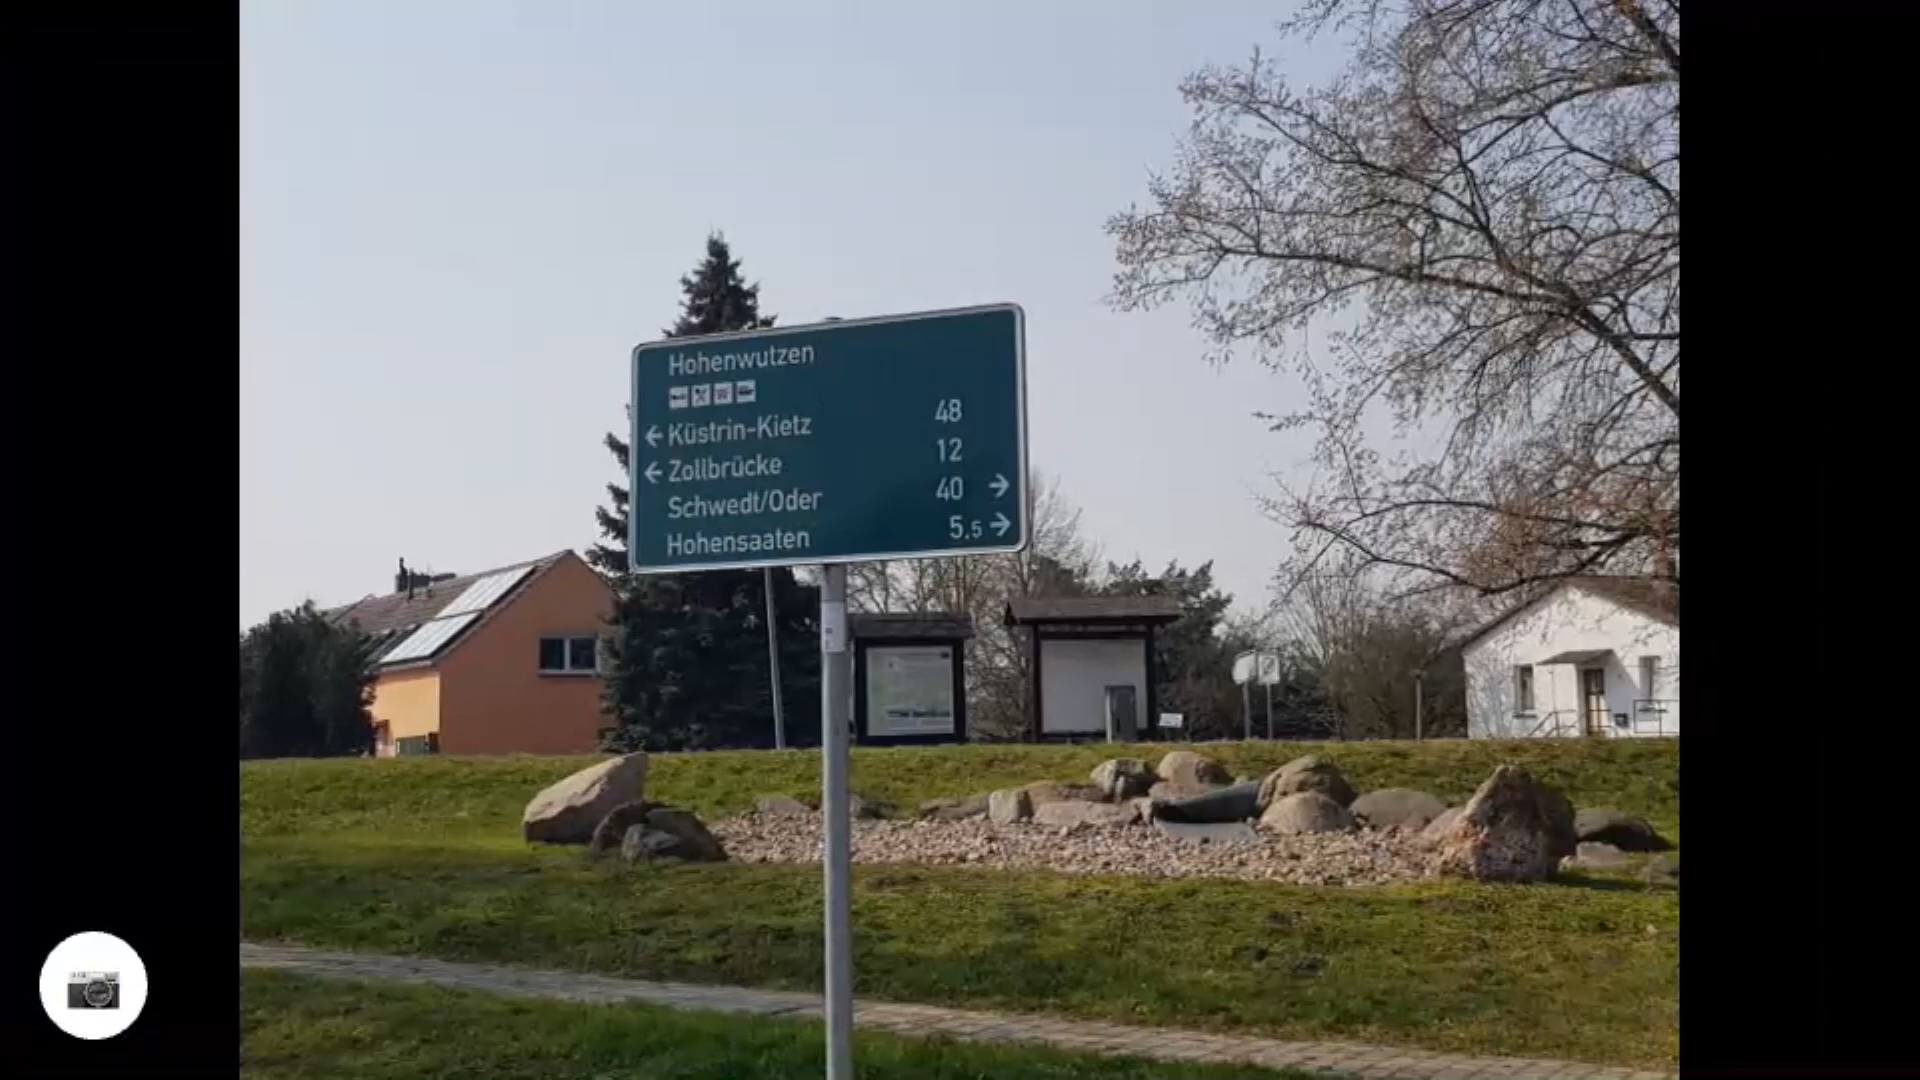 Hohenwutzen
← Küstrin-Kietz 48
← Zollbrücke 12
Schwedt/Oder 40 →
Hohensaaten 5,5 →